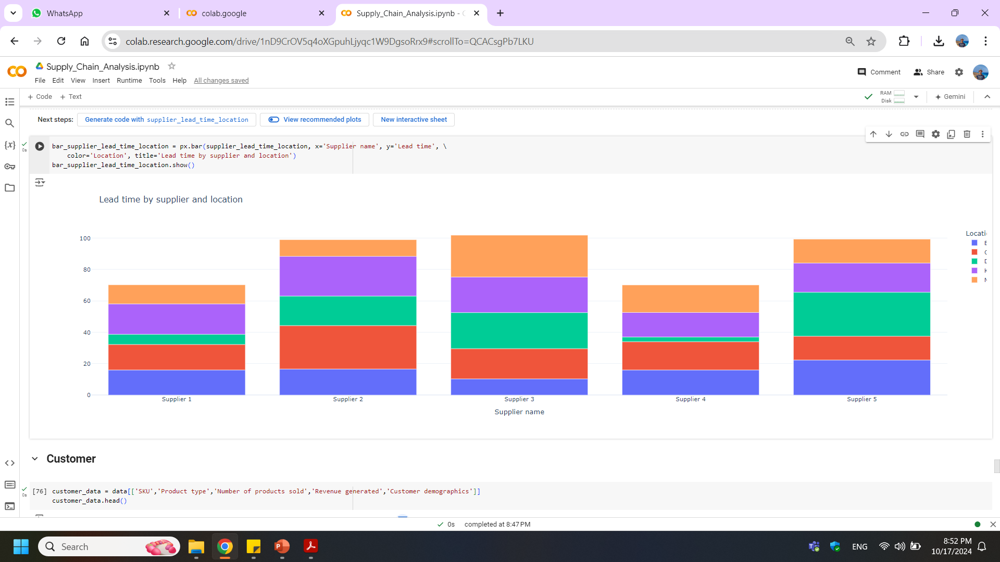 WhatsApp
colab.google
Supply_Chain_Analysis.ipynb -
colab.research.google.com/drive/1nD9CrOV5q4oXGpuhLjyqc1W9DgsoRrx9#scrollTo=QCACsgPb7LKU
Supply_Chain_Analysis.ipynb
File Edit View Insert Runtime Tools Help All changes saved
Comment
Share
+ Code + Text
RAM
Disk
Gemini
Next steps: Generate code with supplier_lead_time_location View recommended plots New interactive sheet
0s
bar_supplier_lead_time_location = px.bar(supplier_lead_time_location, x='Supplier name', y='Lead time', \
color='Location', title='Lead time by supplier and location')
bar_supplier_lead_time_location.show()
Lead time by supplier and location
100
80
60
40
20
0
Supplier 1
Supplier 2
Supplier 3
Supplier 4
Supplier 5
Supplier name
Locati
Customer
0s
[76] customer_data = data[['SKU','Product type','Number of products sold','Revenue generated','Customer demographics']]
customer_data.head()
0s completed at 8:47 PM
Search
ENG
8:52 PM
10/17/2024